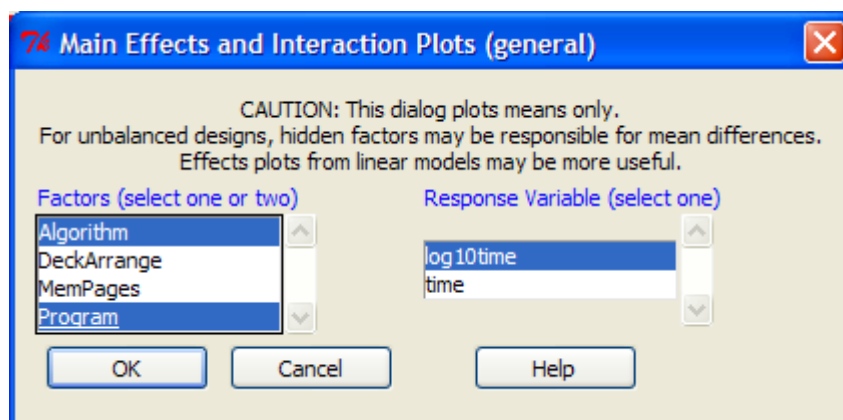 Main Effects and Interaction Plots (general)
CAUTION: This dialog plots means only.
For unbalanced designs, hidden factors may be responsible for mean differences.
Effects plots from linear models may be more useful.
Factors (select one or two)
Response Variable (select one)
Algorithm
DeckArrange
MemPages
Program
log10time
time
OK
Cancel
Help